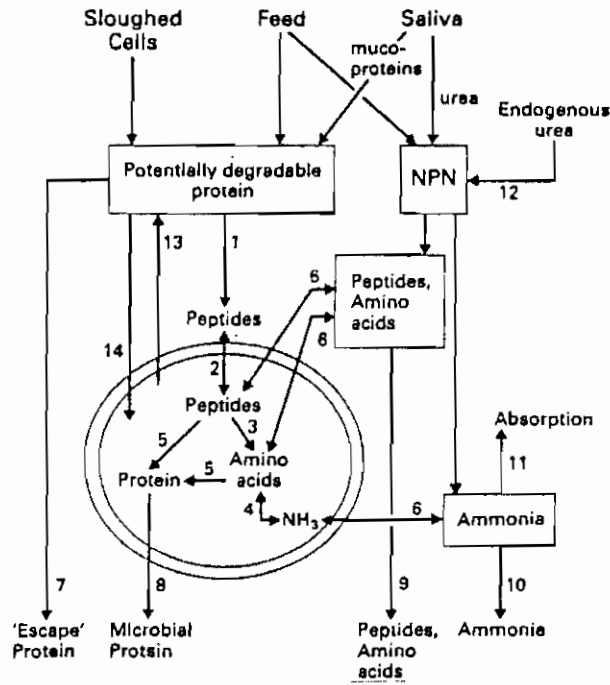 Sloughed
Cells
Feed
Saliva
muco-
proteins
urea
Endogenous
urea
Potentially degradable
protein
NPN
12
13
1
6
Peptides,
Amino
acids
6
Peptides
14
2
Peptides
Absorption
5
3
11
Protein
5
Amino
acids
4
NH3
6
Ammonia
7
8
9
10
'Escape'
Protein
Microbial
Protein
Peptides,
Amino
acids
Ammonia